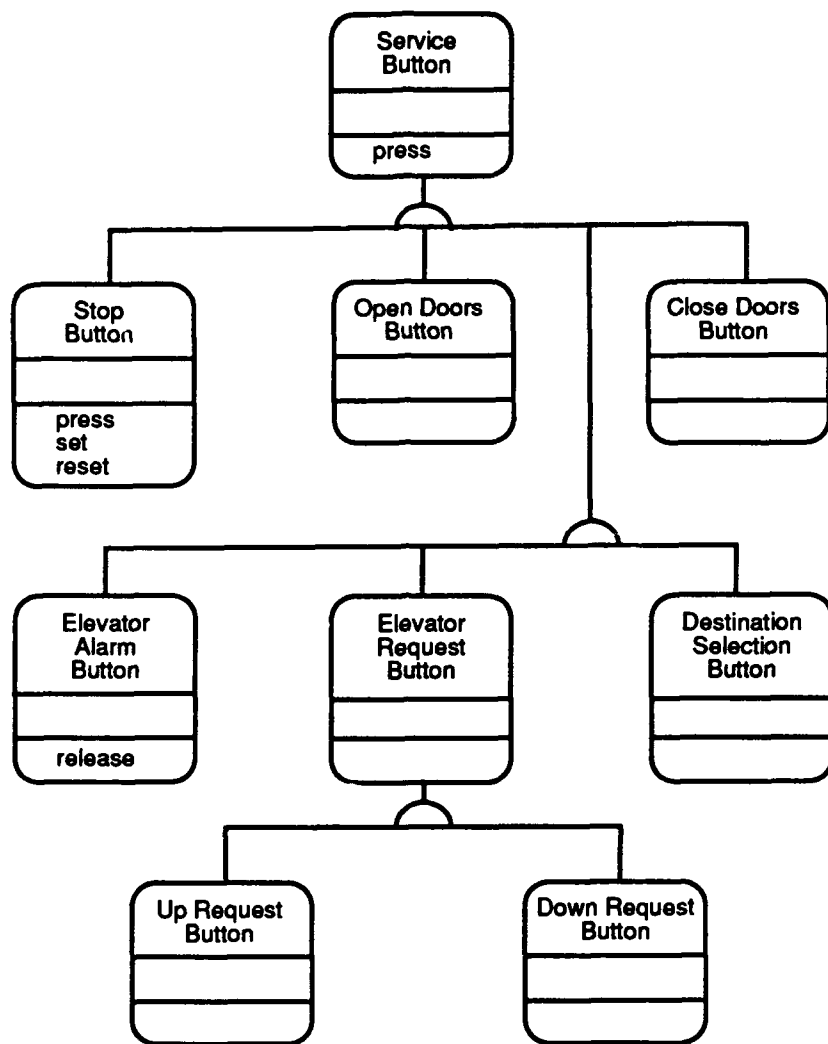 Service
Button
press
Stop
Button
press
set
reset
Open Doors
Button
Close Doors
Button
Elevator
Alarm
Button
release
Elevator
Request
Button
Destination
Selection
Button
Up Request
Button
Down Request
Button